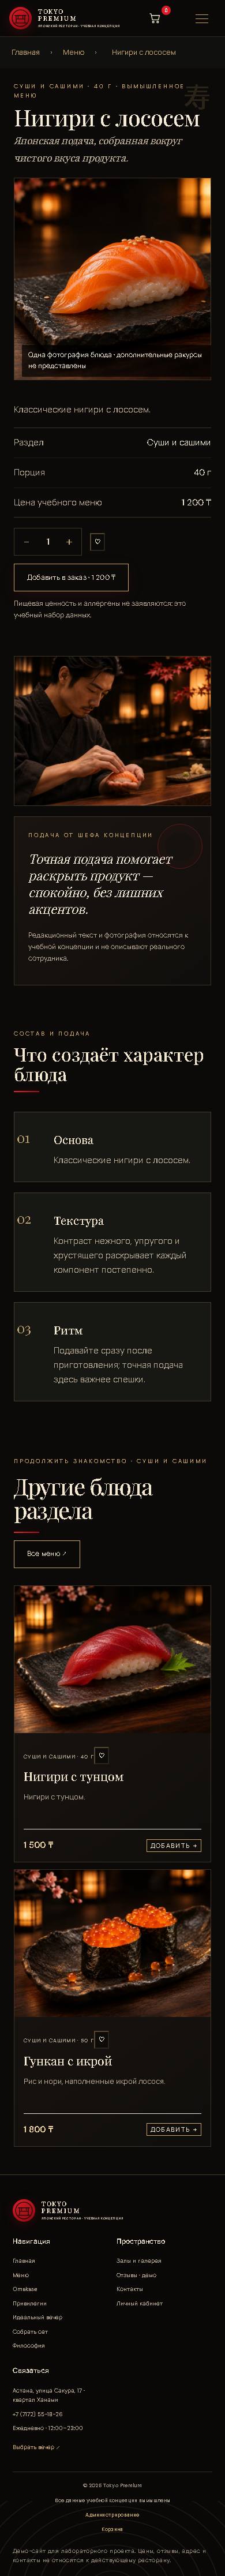 TOKYO
PREMIUM
ЯПОНСКИЙ РЕСТОРАН · УЧЕБНАЯ КОНЦЕПЦИЯ
0
Главная › Меню › Нигири с лососем
СУШИ И САШИМИ · 40 Г · ВЫМЫШЛЕННОЕ
МЕНЮ
寿
Нигири с лососем
Японская подача, собранная вокруг
чистого вкуса продукта.
Одна фотография блюда · дополнительные ракурсы
не представлены
Классические нигири с лососем.
Раздел Суши и сашими
Порция 40 г
Цена учебного меню 1 200 ₸
− 1 +
Добавить в заказ · 1 200 ₸
Пищевая ценность и аллергены не заявляются: это
учебный набор данных.
ПОДАЧА ОТ ШЕФА КОНЦЕПЦИИ
Точная подача помогает
раскрыть продукт —
спокойно, без лишних
акцентов.
Редакционный текст и фотография относятся к
учебной концепции и не описывают реального
сотрудника.
СОСТАВ И ПОДАЧА
Что создаёт характер
блюда
01 Основа
Классические нигири с лососем.
02 Текстура
Контраст нежного, упругого и
хрустящего раскрывает каждый
компонент постепенно.
03 Ритм
Подавайте сразу после
приготовления; точная подача
здесь важнее спешки.
ПРОДОЛЖИТЬ ЗНАКОМСТВО · СУШИ И САШИМИ
Другие блюда
раздела
Все меню ↗
СУШИ И САШИМИ · 40 Г
Нигири с тунцом
Нигири с тунцом.
1 500 ₸ ДОБАВИТЬ +
СУШИ И САШИМИ · 90 Г
Гункан с икрой
Рис и нори, наполненные икрой лосося.
1 800 ₸ ДОБАВИТЬ +
TOKYO
PREMIUM
ЯПОНСКИЙ РЕСТОРАН · УЧЕБНАЯ КОНЦЕПЦИЯ
Навигация
Главная
Меню
Omakase
Привилегии
Идеальный вечер
Собрать сет
Философия
Пространство
Залы и галерея
Отзывы · демо
Контакты
Личный кабинет
Связаться
Астана, улица Сакура, 17 ·
квартал Ханами
+7 (7172) 55-18-26
Ежедневно · 12:00–23:00
Выбрать вечер ↗
© 2026 Tokyo Premium
Все данные учебной концепции вымышлены
Администрирование
Корзина
Демо-сайт для лабораторного проекта. Цены, отзывы, адрес и
контакты не относятся к действующему ресторану.